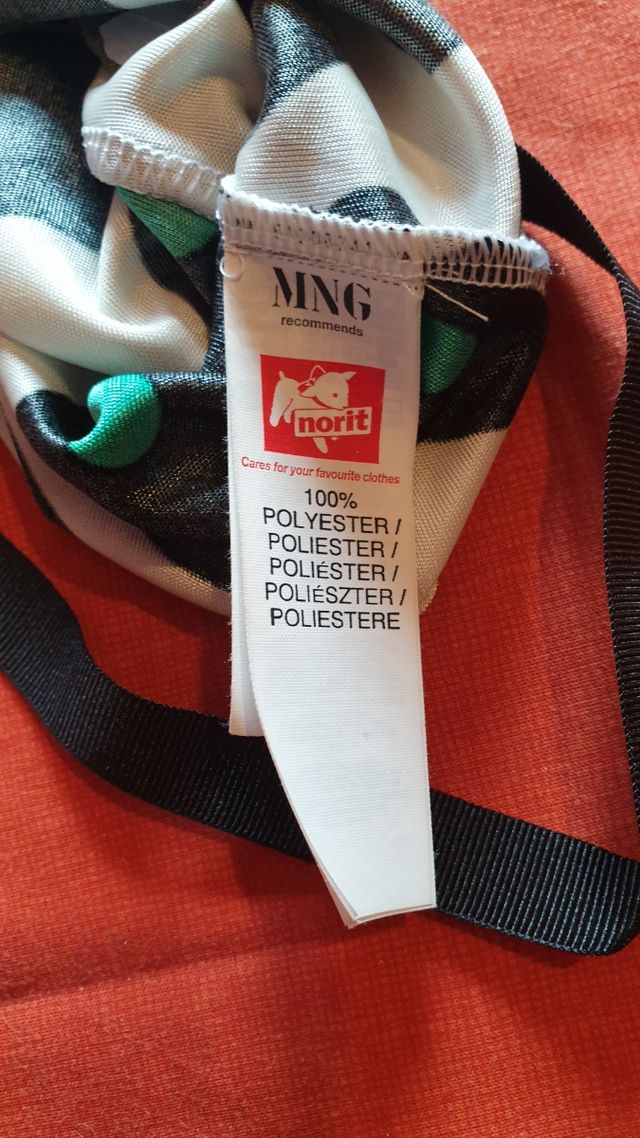 MNG
recommends
norit
Cares for your favourite clothes
100%
POLYESTER /
POLIESTER /
POLIÉSTER /
POLIÉSZTER /
POLIESTERE